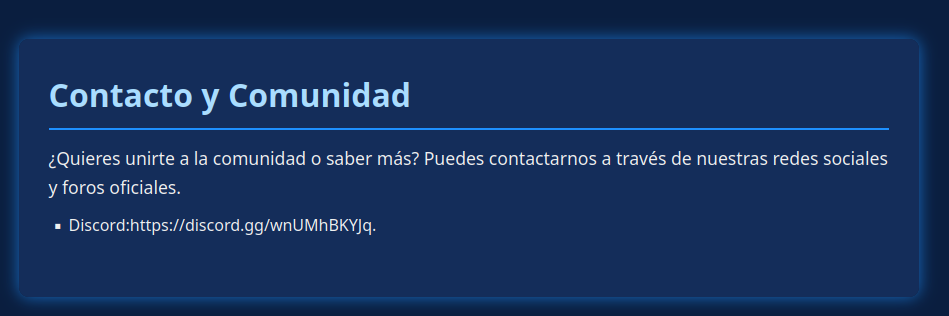 Contacto y Comunidad
¿Quieres unirte a la comunidad o saber más? Puedes contactarnos a través de nuestras redes sociales
y foros oficiales.
▪ Discord:https://discord.gg/wnUMhBKYJq.